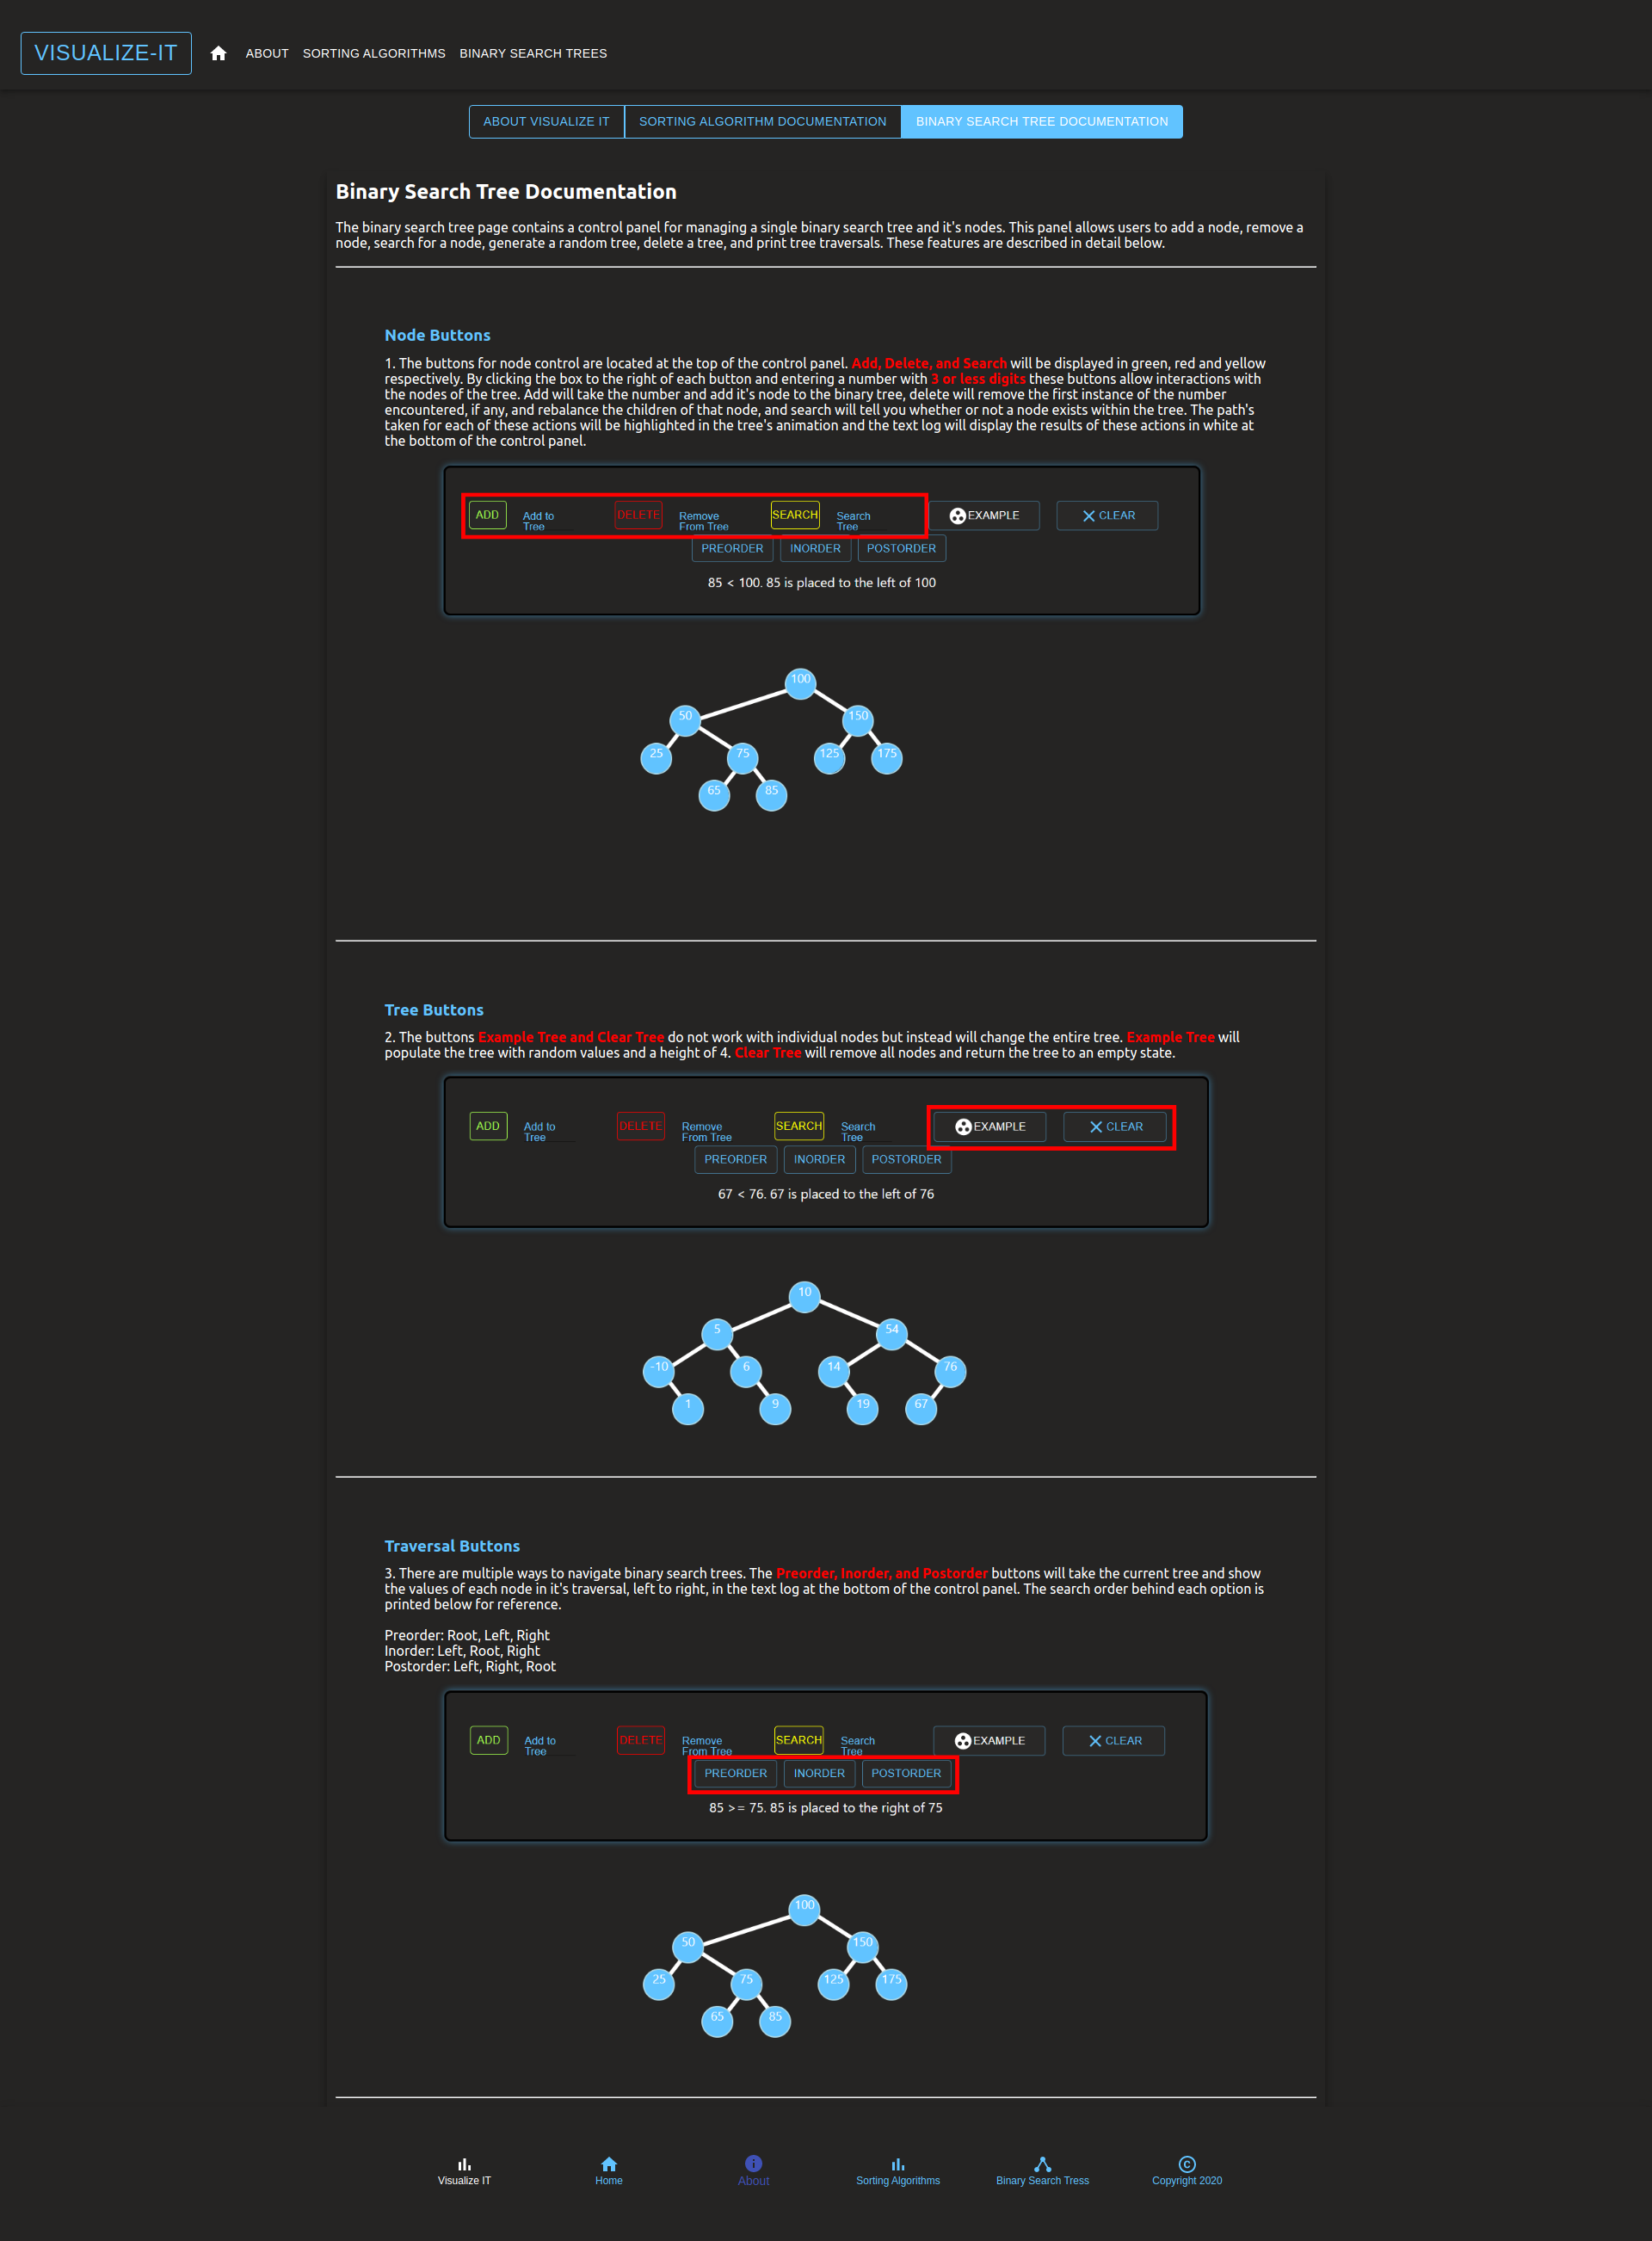 VISUALIZE-IT
ABOUT SORTING ALGORITHMS BINARY SEARCH TREES
ABOUT VISUALIZE IT SORTING ALGORITHM DOCUMENTATION BINARY SEARCH TREE DOCUMENTATION
Binary Search Tree Documentation
The binary search tree page contains a control panel for managing a single binary search tree and it's nodes. This panel allows users to add a node, remove a
node, search for a node, generate a random tree, delete a tree, and print tree traversals. These features are described in detail below.
Node Buttons
1. The buttons for node control are located at the top of the control panel. Add, Delete, and Search will be displayed in green, red and yellow
respectively. By clicking the box to the right of each button and entering a number with 3 or less digits these buttons allow interactions with
the nodes of the tree. Add will take the number and add it's node to the binary tree, delete will remove the first instance of the number
encountered, if any, and rebalance the children of that node, and search will tell you whether or not a node exists within the tree. The path's
taken for each of these actions will be highlighted in the tree's animation and the text log will display the results of these actions in white at
the bottom of the control panel.
ADD Add to Tree DELETE Remove From Tree SEARCH Search Tree EXAMPLE CLEAR
PREORDER INORDER POSTORDER
85 < 100. 85 is placed to the left of 100
100
50 150
25 75 125 175
65 85
Tree Buttons
2. The buttons Example Tree and Clear Tree do not work with individual nodes but instead will change the entire tree. Example Tree will
populate the tree with random values and a height of 4. Clear Tree will remove all nodes and return the tree to an empty state.
ADD Add to Tree DELETE Remove From Tree SEARCH Search Tree EXAMPLE CLEAR
PREORDER INORDER POSTORDER
67 < 76. 67 is placed to the left of 76
10
5 54
-10 6 14 76
1 9 19 67
Traversal Buttons
3. There are multiple ways to navigate binary search trees. The Preorder, Inorder, and Postorder buttons will take the current tree and show
the values of each node in it's traversal, left to right, in the text log at the bottom of the control panel. The search order behind each option is
printed below for reference.
Preorder: Root, Left, Right
Inorder: Left, Root, Right
Postorder: Left, Right, Root
ADD Add to Tree DELETE Remove From Tree SEARCH Search Tree EXAMPLE CLEAR
PREORDER INORDER POSTORDER
85 >= 75. 85 is placed to the right of 75
100
50 150
25 75 125 175
65 85
Visualize IT Home About Sorting Algorithms Binary Search Tress Copyright 2020